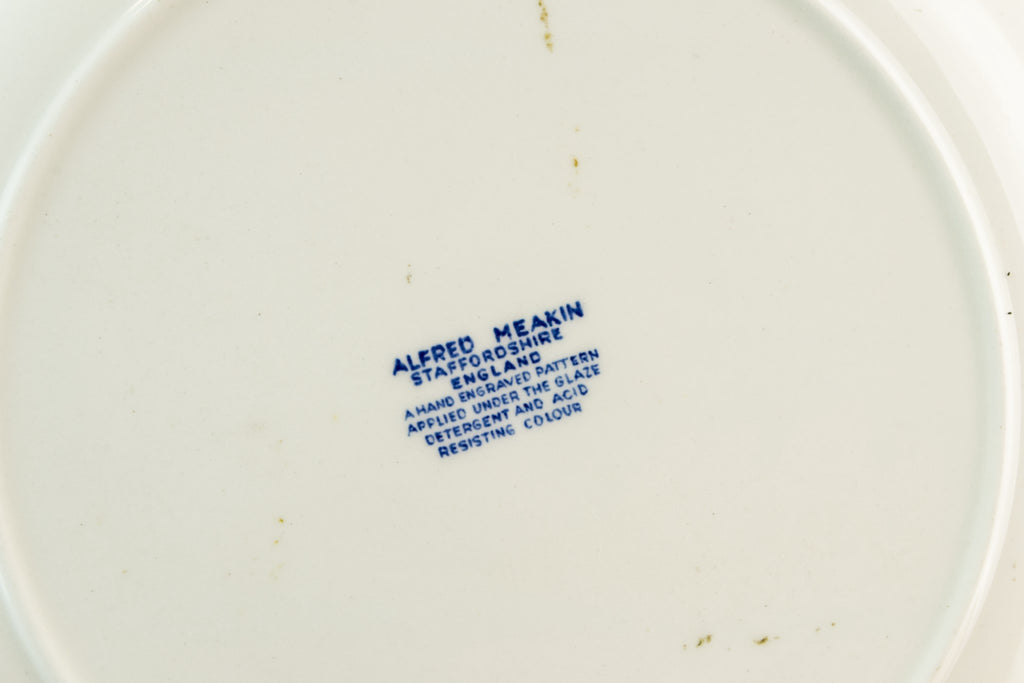 ALFRED MEAKIN
STAFFORDSHIRE
ENGLAND
A HAND ENGRAVED PATTERN
APPLIED UNDER THE GLAZE
DETERGENT AND ACID
RESISTING COLOUR